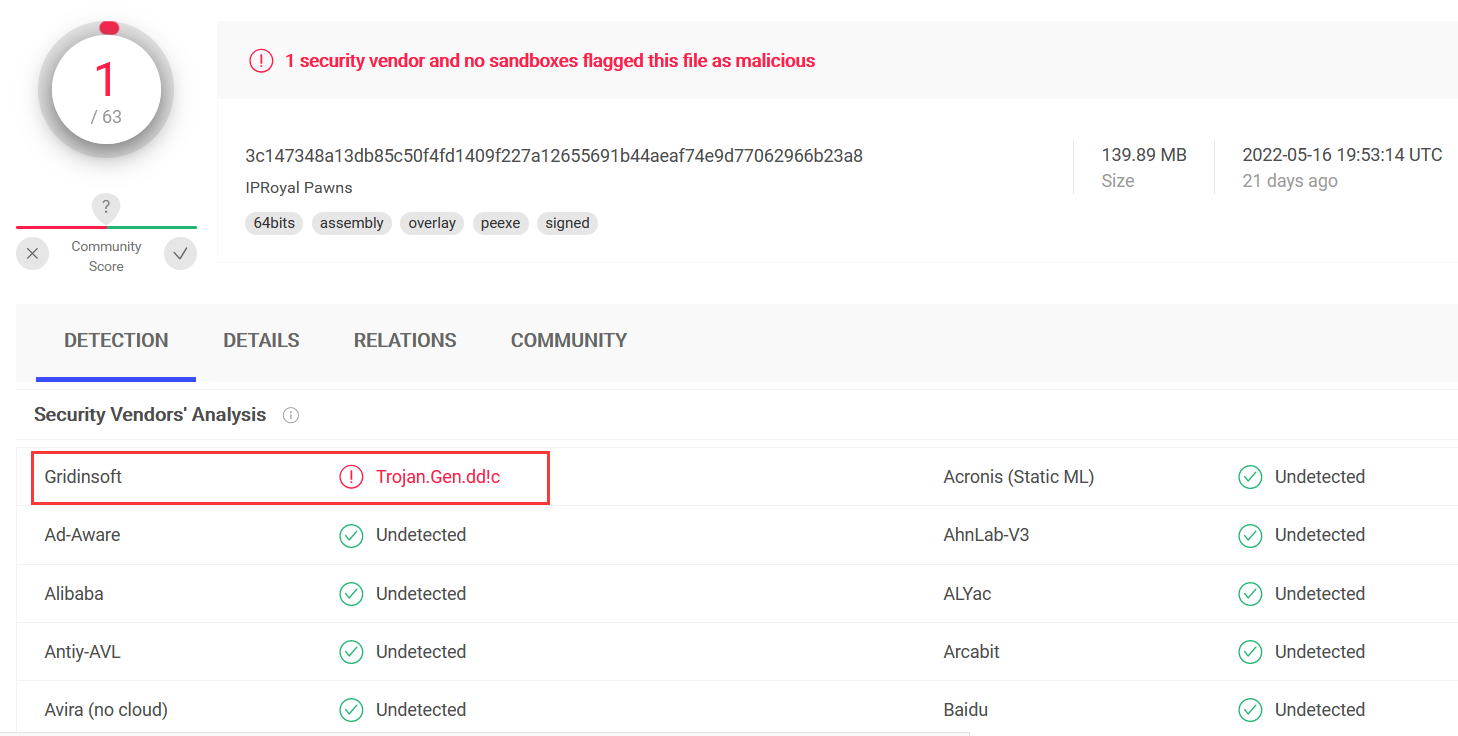 1
/ 63
? 
Community
Score
1 security vendor and no sandboxes flagged this file as malicious
3c147348a13db85c50f4fd1409f227a12655691b44aeaf74e9d77062966b23a8
IPRoyal Pawns
64bits assembly overlay peexe signed
139.89 MB
Size
2022-05-16 19:53:14 UTC
21 days ago
DETECTION DETAILS RELATIONS COMMUNITY
Security Vendors' Analysis
Gridinsoft Trojan.Gen.dd!c Acronis (Static ML) Undetected
Ad-Aware Undetected AhnLab-V3 Undetected
Alibaba Undetected ALYac Undetected
Antiy-AVL Undetected Arcabit Undetected
Avira (no cloud) Undetected Baidu Undetected